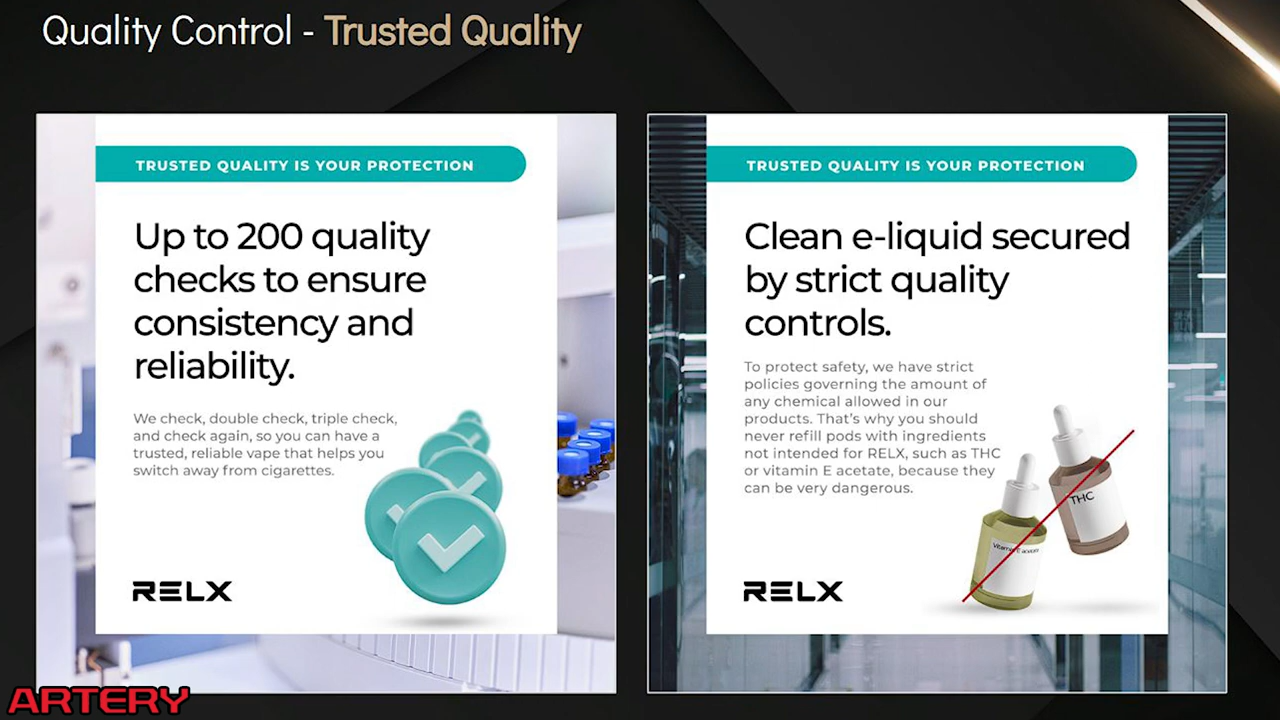 Quality Control - Trusted Quality
TRUSTED QUALITY IS YOUR PROTECTION
Up to 200 quality
checks to ensure
consistency and
reliability.
We check, double check, triple check,
and check again, so you can have a
trusted, reliable vape that helps you
switch away from cigarettes.
RELX
TRUSTED QUALITY IS YOUR PROTECTION
Clean e-liquid secured
by strict quality
controls.
To protect safety, we have strict
policies governing the amount of
any chemical allowed in our
products. That's why you should
never refill pods with ingredients
not intended for RELX, such as THC
or vitamin E acetate, because they
can be very dangerous.
THC
Vitamin E acetate
RELX
ARTERY